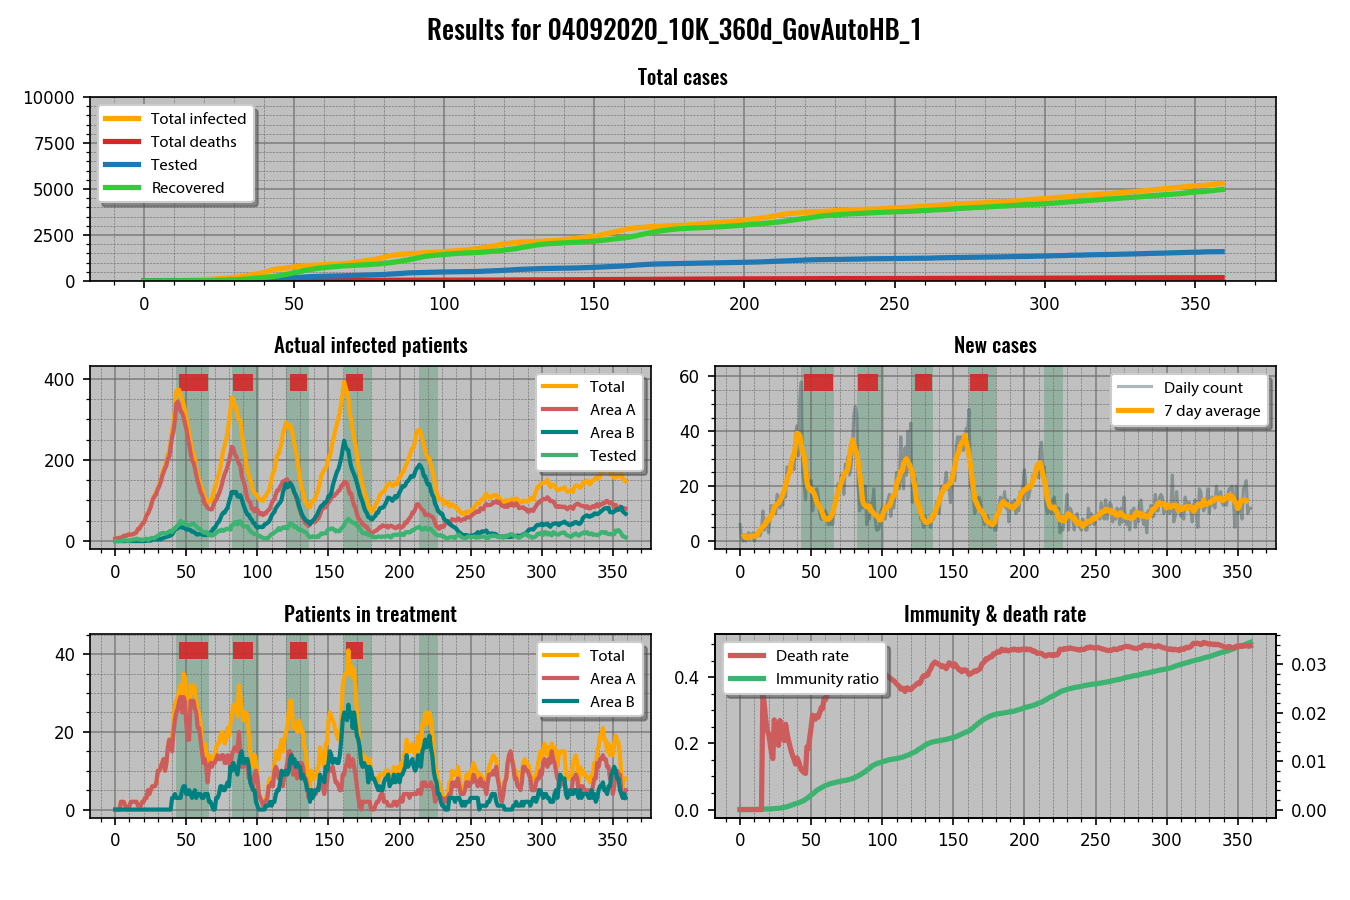 Results for 04092020_10K_360d_GovAutoHB_1
Total cases
10000
7500
5000
2500
0
Total infected
Total deaths
Tested
Recovered
0 50 100 150 200 250 300 350
Actual infected patients
400
200
0
Total
Area A
Area B
Tested
0 50 100 150 200 250 300 350
New cases
60
40
20
0
Daily count
7 day average
0 50 100 150 200 250 300 350
Patients in treatment
40
20
0
Total
Area A
Area B
0 50 100 150 200 250 300 350
Immunity & death rate
0.4
0.2
0.0
Death rate
Immunity ratio
0.03
0.02
0.01
0.00
0 50 100 150 200 250 300 350